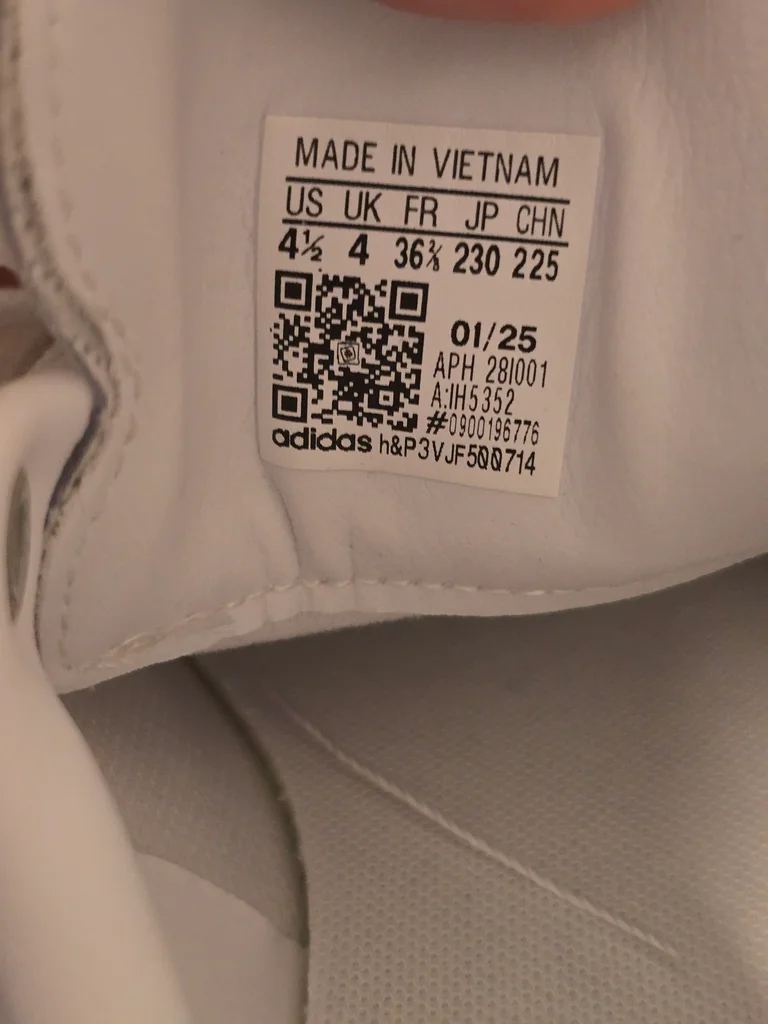 MADE IN VIETNAM
US UK FR JP CHN
4½ 4 36⅔ 230 225
01/25
APH 28I001
A:IH5352
#0900196776
adidas h&P3VJF500714